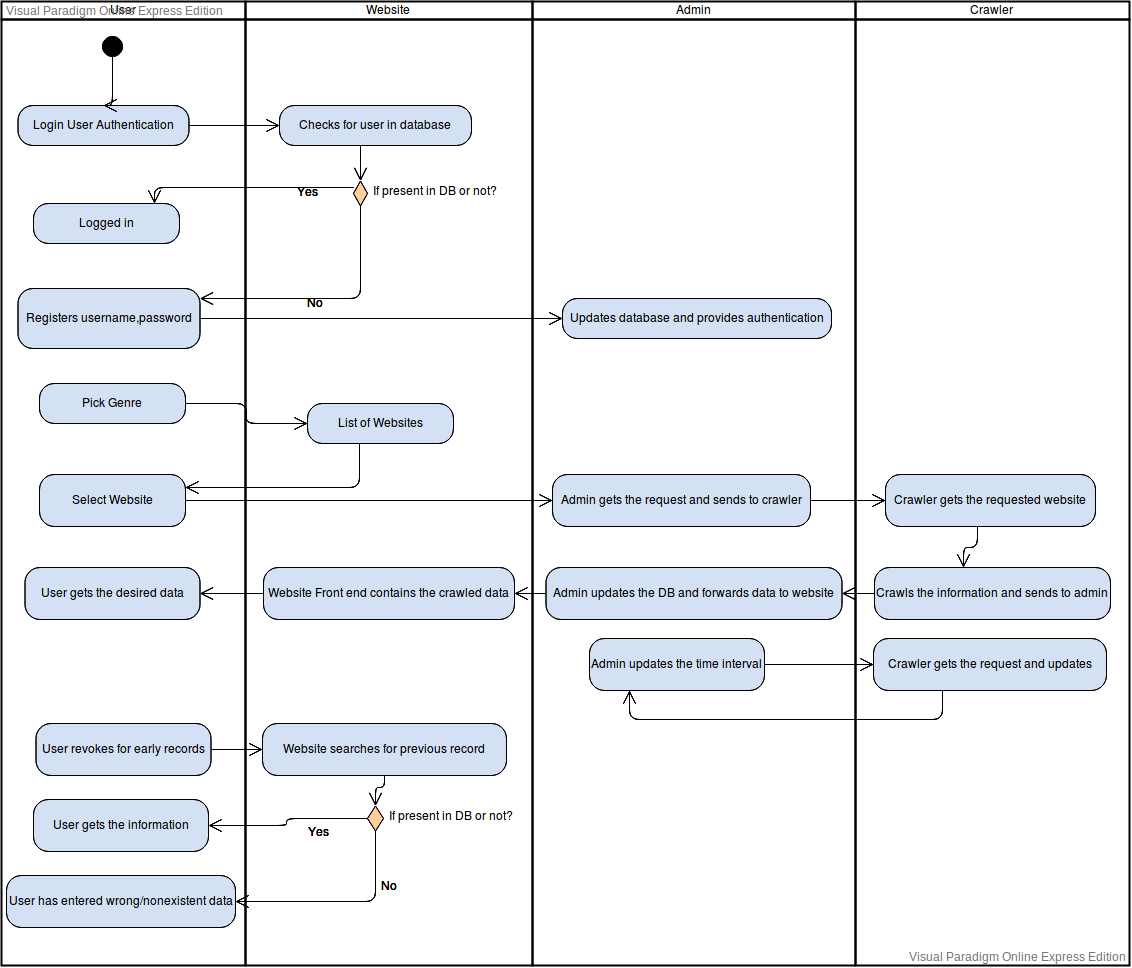 Visual Paradigm Online Express Edition
User
Website
Admin
Crawler
Login User Authentication
Checks for user in database
Yes
If present in DB or not?
Logged in
No
Registers username,password
Updates database and provides authentication
Pick Genre
List of Websites
Select Website
Admin gets the request and sends to crawler
Crawler gets the requested website
User gets the desired data
Website Front end contains the crawled data
Admin updates the DB and forwards data to website
Crawls the information and sends to admin
Admin updates the time interval
Crawler gets the request and updates
User revokes for early records
Website searches for previous record
If present in DB or not?
User gets the information
Yes
No
User has entered wrong/nonexistent data
Visual Paradigm Online Express Edition